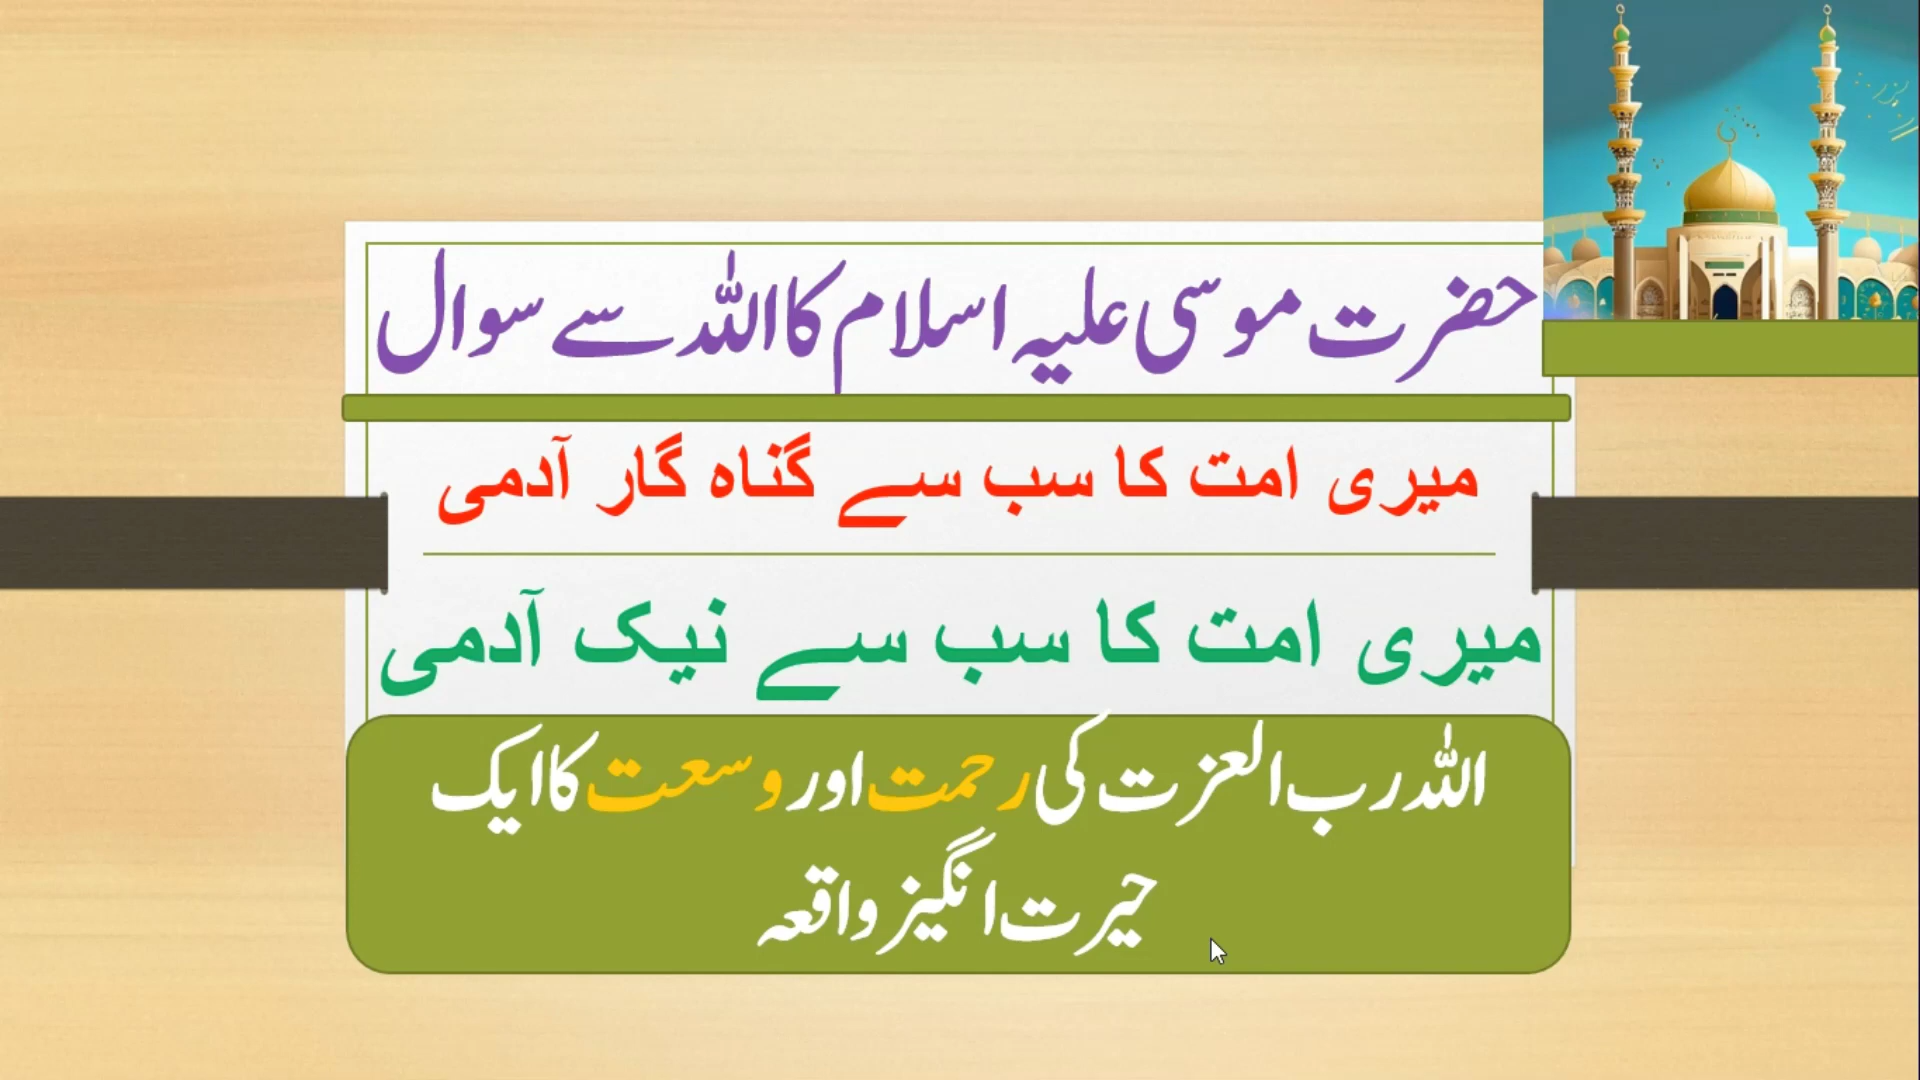 حضرت موسی علیہ اسلام کا اللہ سے سوال
میری امت کا سب سے گناہ گار آدمی
میری امت کا سب سے نیک آدمی
اللہ رب العزت کی رحمت اور وسعت کا ایک
حیرت انگیز واقعہ